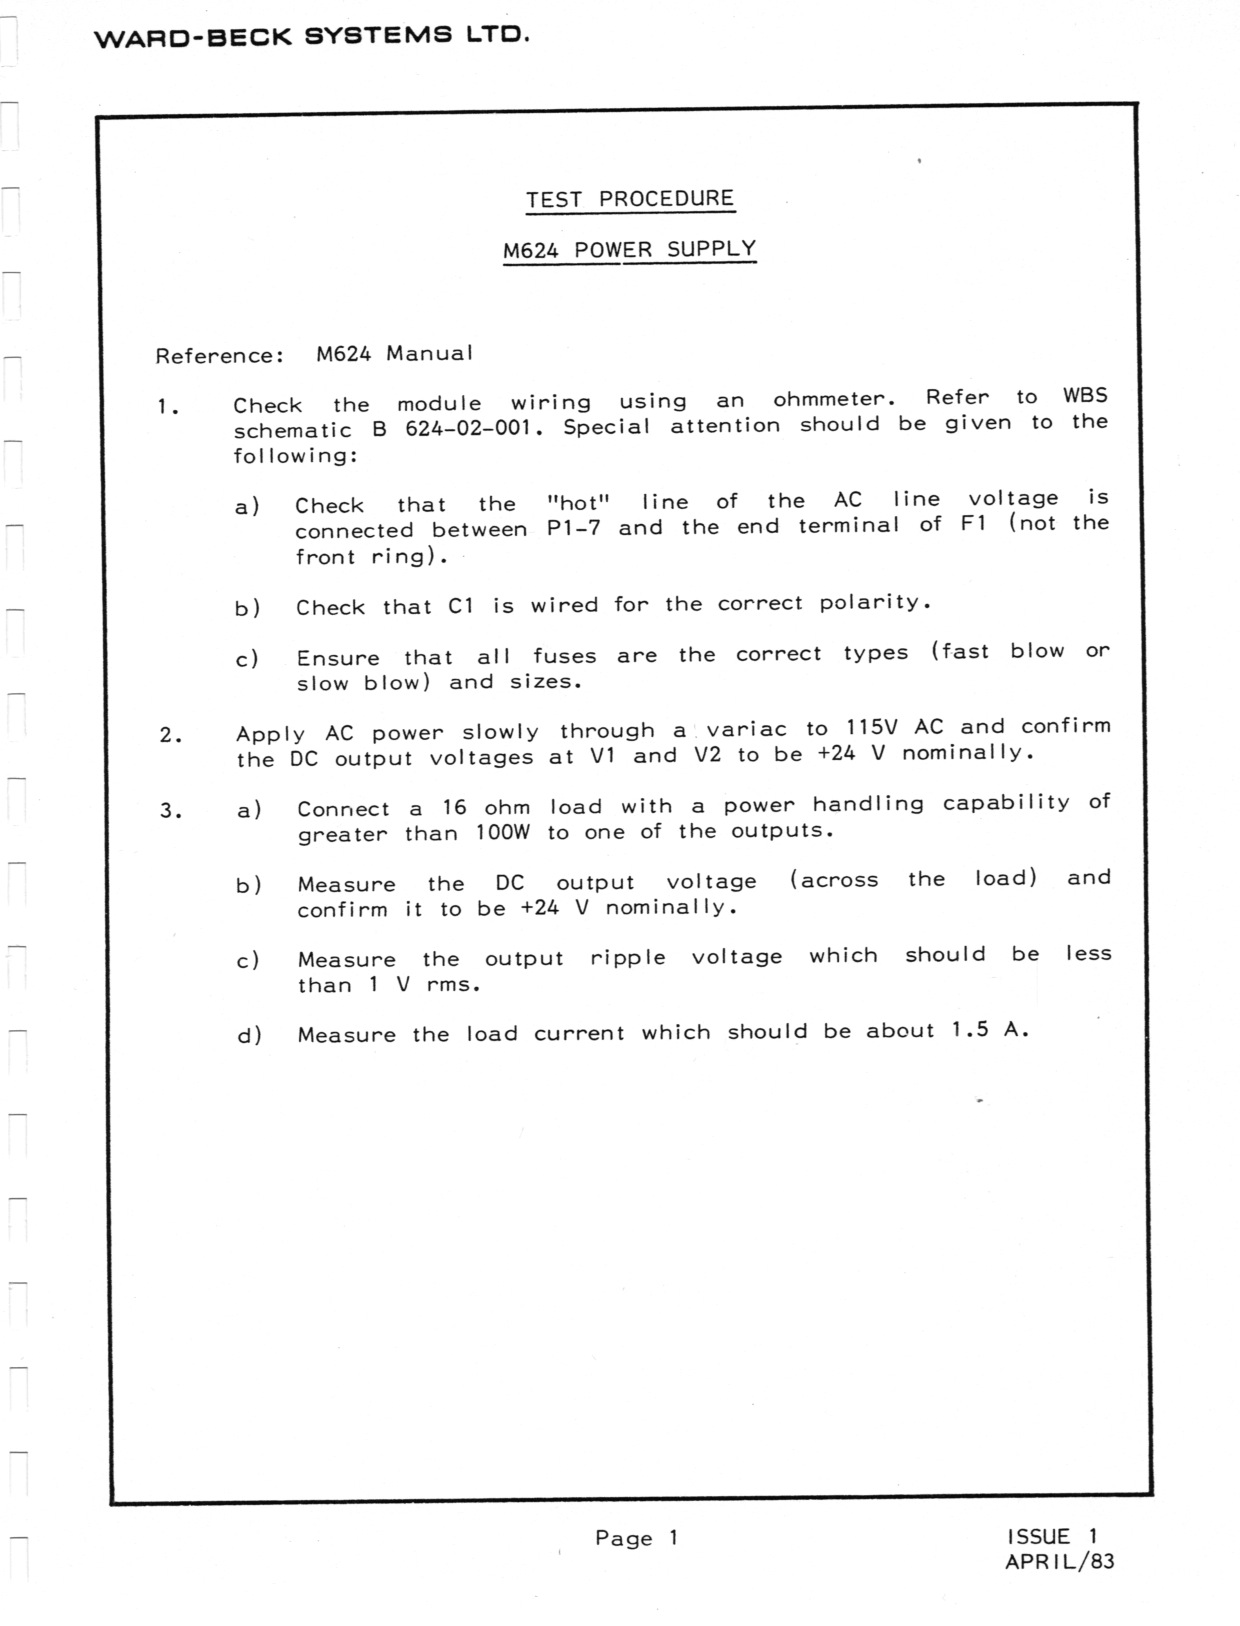 WARD-BECK SYSTEMS LTD.
TEST PROCEDURE
M624 POWER SUPPLY
Reference: M624 Manual
1. Check the module wiring using an ohmmeter. Refer to WBS
schematic B 624-02-001. Special attention should be given to the
following:
a) Check that the "hot" line of the AC line voltage is
connected between P1-7 and the end terminal of F1 (not the
front ring).
b) Check that C1 is wired for the correct polarity.
c) Ensure that all fuses are the correct types (fast blow or
slow blow) and sizes.
2. Apply AC power slowly through a variac to 115V AC and confirm
the DC output voltages at V1 and V2 to be +24 V nominally.
3. a) Connect a 16 ohm load with a power handling capability of
greater than 100W to one of the outputs.
b) Measure the DC output voltage (across the load) and
confirm it to be +24 V nominally.
c) Measure the output ripple voltage which should be less
than 1 V rms.
d) Measure the load current which should be about 1.5 A.
Page 1
ISSUE 1
APRIL/83